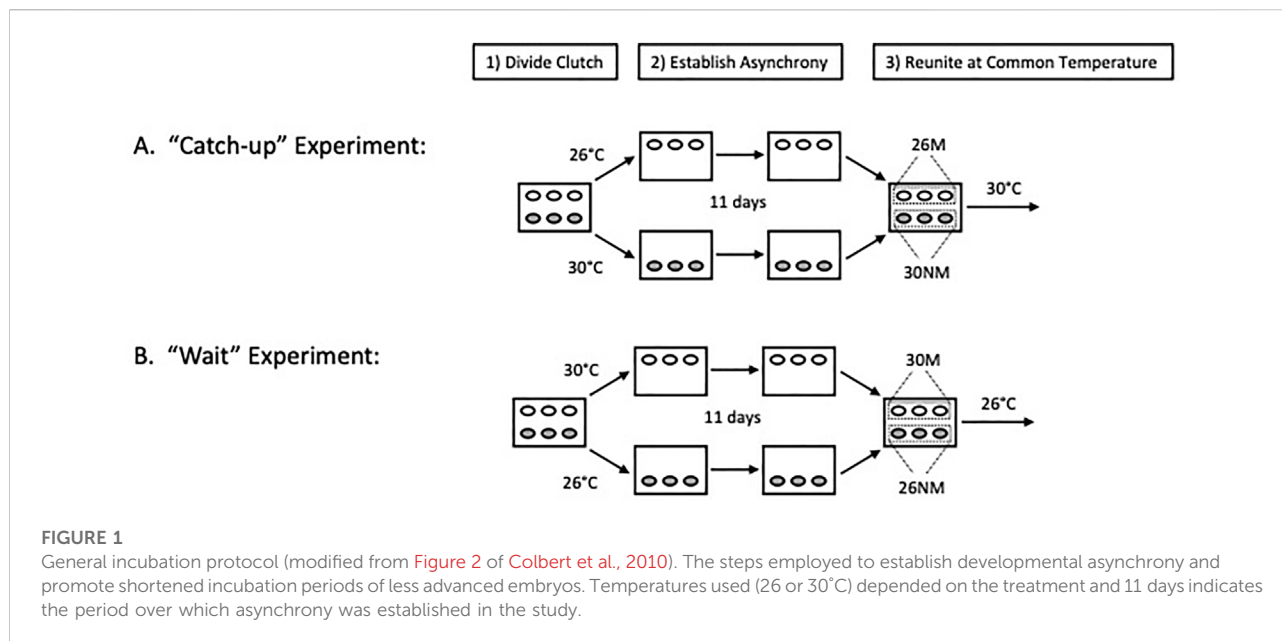 1) Divide Clutch
2) Establish Asynchrony
3) Reunite at Common Temperature
A. “Catch-up” Experiment:
26°C
11 days
30°C
26M
30NM
30°C
B. “Wait” Experiment:
30°C
11 days
26°C
30M
26NM
26°C
FIGURE 1
General incubation protocol (modified from Figure 2 of Colbert et al., 2010). The steps employed to establish developmental asynchrony and
promote shortened incubation periods of less advanced embryos. Temperatures used (26 or 30°C) depended on the treatment and 11 days indicates
the period over which asynchrony was established in the study.